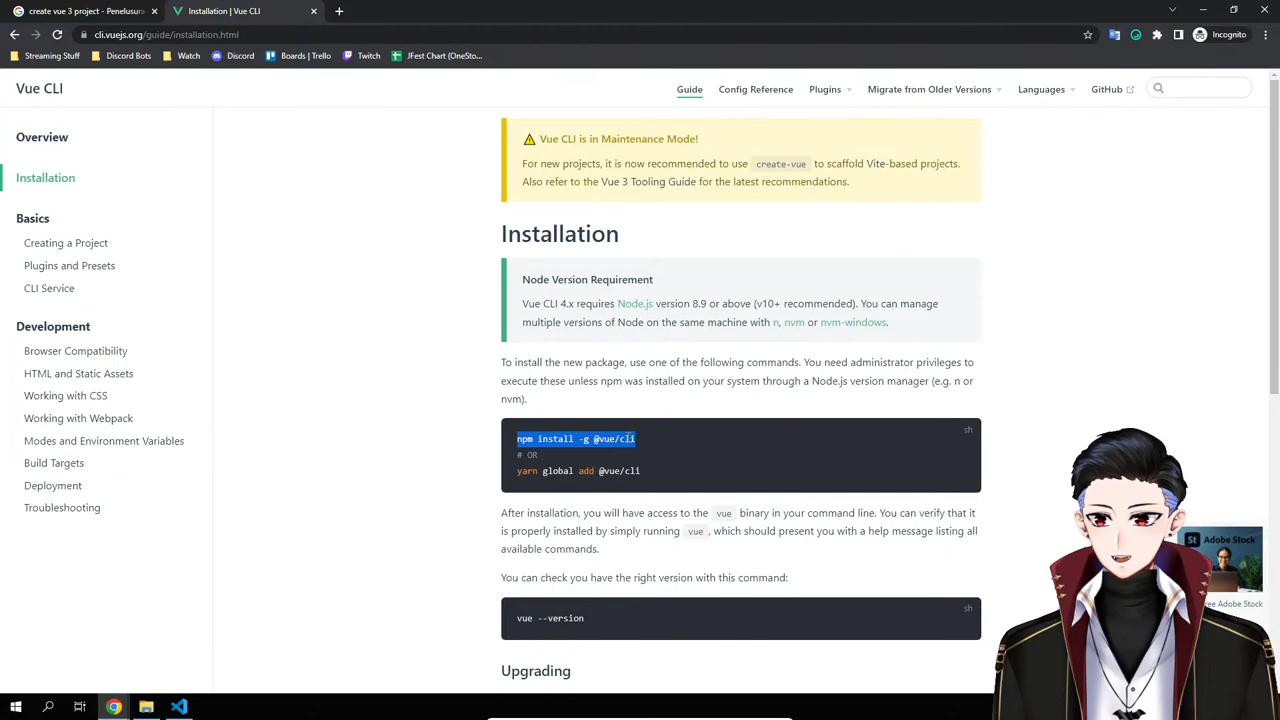 create vue 3 project - Penelusura
Installation | Vue CLI
cli.vuejs.org/guide/installation.html
Incognito
Streaming Stuff
Discord Bots
Watch
Discord
Boards | Trello
Twitch
JFest Chart (OneSto...
Vue CLI
Guide
Config Reference
Plugins
Migrate from Older Versions
Languages
GitHub
Overview
Installation
Basics
Creating a Project
Plugins and Presets
CLI Service
Development
Browser Compatibility
HTML and Static Assets
Working with CSS
Working with Webpack
Modes and Environment Variables
Build Targets
Deployment
Troubleshooting
Vue CLI is in Maintenance Mode!
For new projects, it is now recommended to use create-vue to scaffold Vite-based projects.
Also refer to the Vue 3 Tooling Guide for the latest recommendations.
Installation
Node Version Requirement
Vue CLI 4.x requires Node.js version 8.9 or above (v10+ recommended). You can manage
multiple versions of Node on the same machine with n, nvm or nvm-windows.
To install the new package, use one of the following commands. You need administrator privileges to
execute these unless npm was installed on your system through a Node.js version manager (e.g. n or
nvm).
sh
npm install -g @vue/cli
# OR
yarn global add @vue/cli
After installation, you will have access to the vue binary in your command line. You can verify that it
is properly installed by simply running vue, which should present you with a help message listing all
available commands.
You can check you have the right version with this command:
sh
vue --version
Upgrading
St Adobe Stock
ree Adobe Stock